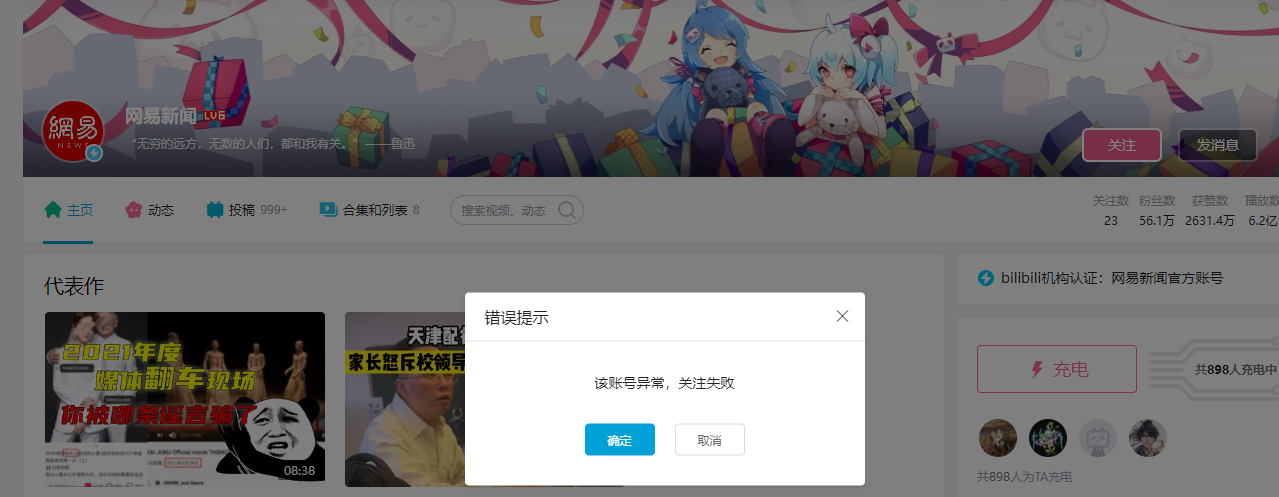 網易
NEWS
网易新闻 LV6
“无穷的远方，无数的人们，都和我有关。” ——鲁迅
关注
发消息
主页
动态
投稿 999+
合集和列表 8
搜索视频、动态
关注数 粉丝数 获赞数 播放数
23 56.1万 2631.4万 6.2亿
代表作
bilibili机构认证：网易新闻官方账号
2021年度
媒体翻车现场
你被哪条谣言骗了
08:38
家长怒斥校领导
错误提示
该账号异常，关注失败
确定
取消
充电
共898人充电中
共898人为TA充电